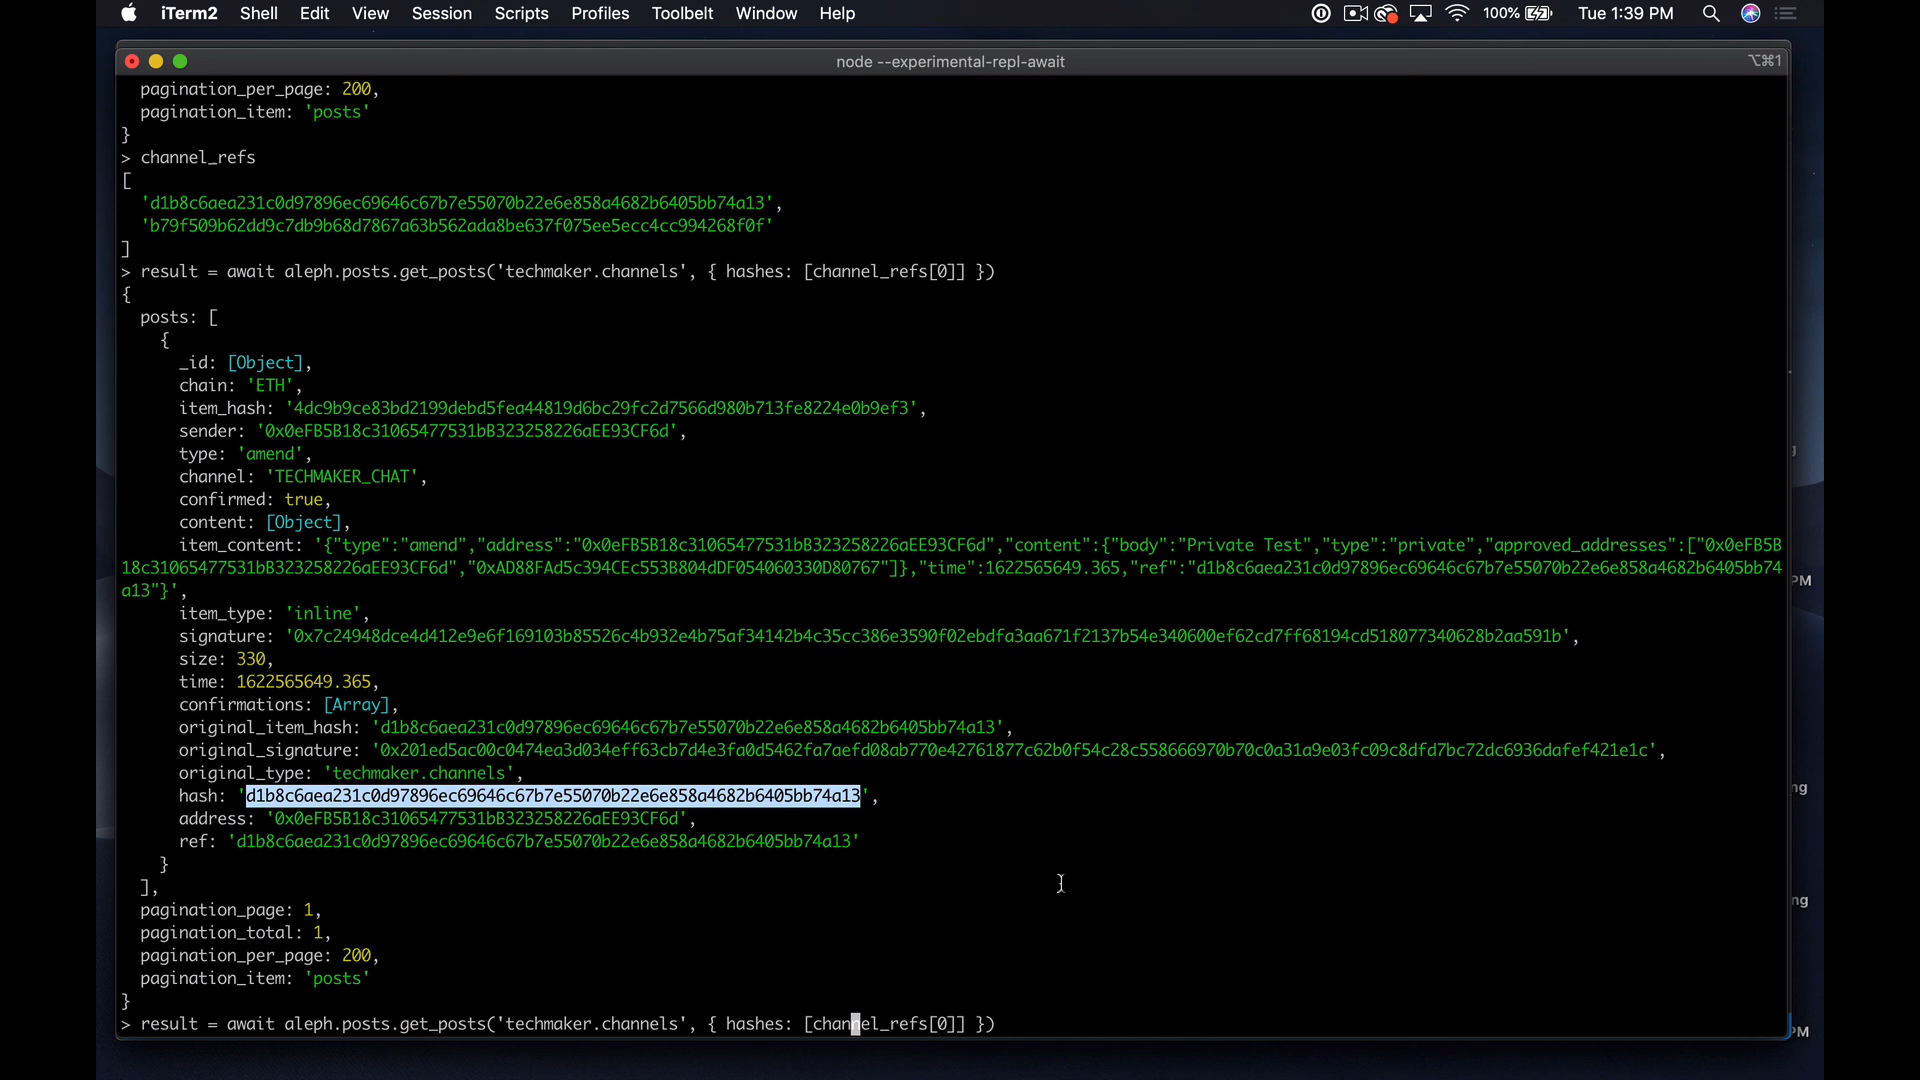 iTerm2 Shell Edit View Session Scripts Profiles Toolbelt Window Help 100% Tue 1:39 PM
node --experimental-repl-await ⌥⌘1
pagination_per_page: 200,
pagination_item: 'posts'
}
> channel_refs
[
'd1b8c6aea231c0d97896ec69646c67b7e55070b22e6e858a4682b6405bb74a13',
'b79f509b62dd9c7db9b68d7867a63b562ada8be637f075ee5ecc4cc994268f0f'
]
> result = await aleph.posts.get_posts('techmaker.channels', { hashes: [channel_refs[0]] })
{
posts: [
{
_id: [Object],
chain: 'ETH',
item_hash: '4dc9b9ce83bd2199debd5fea44819d6bc29fc2d7566d980b713fe8224e0b9ef3',
sender: '0x0eFB5B18c31065477531bB323258226aEE93CF6d',
type: 'amend',
channel: 'TECHMAKER_CHAT',
confirmed: true,
content: [Object],
item_content: '{"type":"amend","address":"0x0eFB5B18c31065477531bB323258226aEE93CF6d","content":{"body":"Private Test","type":"private","approved_addresses":["0x0eFB5B
18c31065477531bB323258226aEE93CF6d","0xAD88FAd5c394CEc553B804dDF054060330D80767"]},"time":1622565649.365,"ref":"d1b8c6aea231c0d97896ec69646c67b7e55070b22e6e858a4682b6405bb74
a13"}',
item_type: 'inline',
signature: '0x7c24948dce4d412e9e6f169103b85526c4b932e4b75af34142b4c35cc386e3590f02ebdfa3aa671f2137b54e340600ef62cd7ff68194cd518077340628b2aa591b',
size: 330,
time: 1622565649.365,
confirmations: [Array],
original_item_hash: 'd1b8c6aea231c0d97896ec69646c67b7e55070b22e6e858a4682b6405bb74a13',
original_signature: '0x201ed5ac00c0474ea3d034eff63cb7d4e3fa0d5462fa7aefd08ab770e42761877c62b0f54c28c558666970b70c0a31a9e03fc09c8dfd7bc72dc6936dafef421e1c',
original_type: 'techmaker.channels',
hash: 'd1b8c6aea231c0d97896ec69646c67b7e55070b22e6e858a4682b6405bb74a13',
address: '0x0eFB5B18c31065477531bB323258226aEE93CF6d',
ref: 'd1b8c6aea231c0d97896ec69646c67b7e55070b22e6e858a4682b6405bb74a13'
}
],
pagination_page: 1,
pagination_total: 1,
pagination_per_page: 200,
pagination_item: 'posts'
}
> result = await aleph.posts.get_posts('techmaker.channels', { hashes: [channel_refs[0]] })
PM
ng
ng
PM